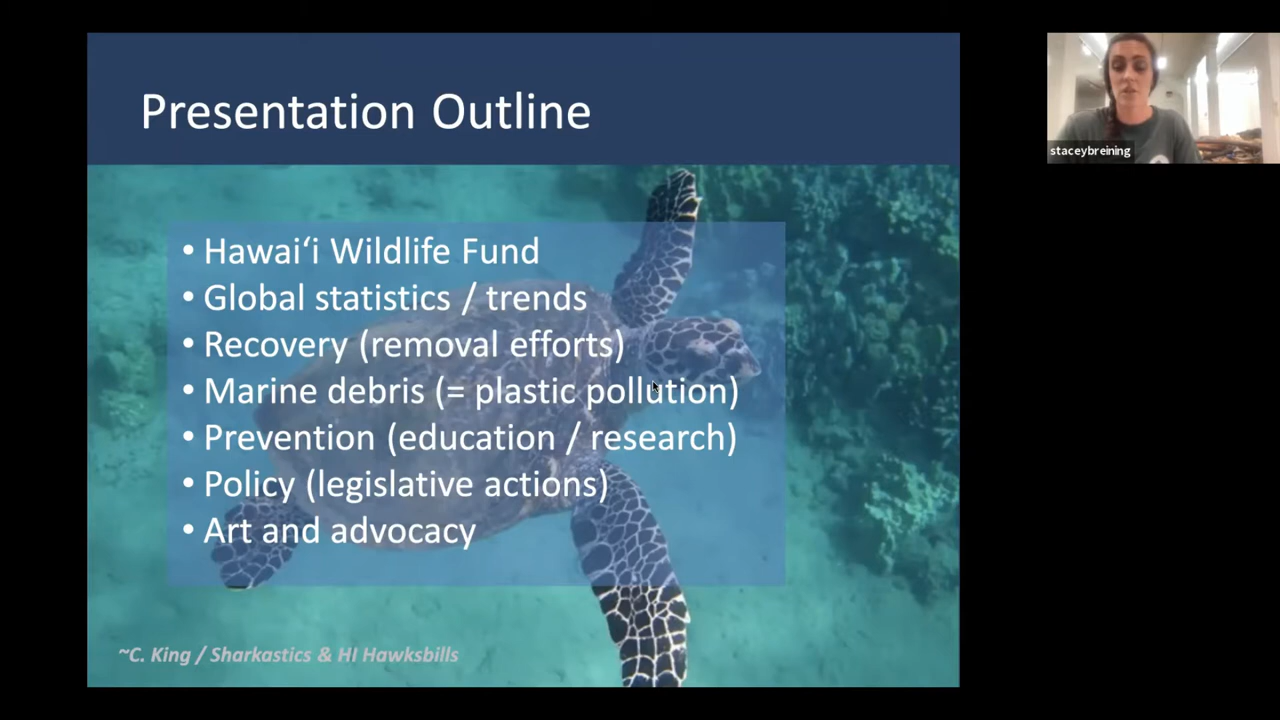 Presentation Outline
• Hawaiʻi Wildlife Fund
• Global statistics / trends
• Recovery (removal efforts)
• Marine debris (= plastic pollution)
• Prevention (education / research)
• Policy (legislative actions)
• Art and advocacy
~C. King / Sharkastics & HI Hawksbills
staceybreining